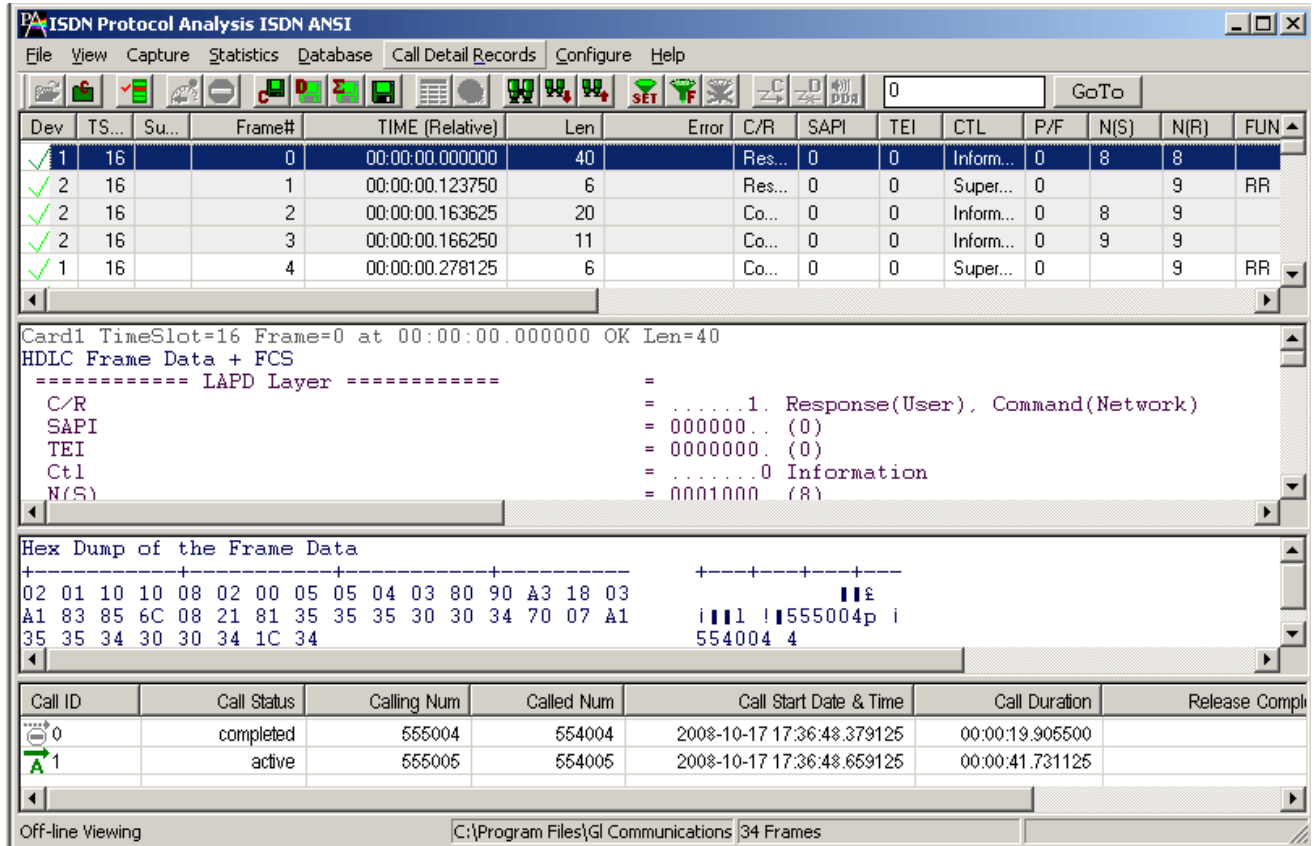 PA ISDN Protocol Analysis ISDN ANSI
File View Capture Statistics Database Call Detail Records Configure Help
SET F PDA 0 GoTo
Dev TS... Su... Frame# TIME (Relative) Len Error C/R SAPI TEI CTL P/F N(S) N(R) FUN
1 16 0 00:00:00.000000 40 Res... 0 0 Inform... 0 8 8
2 16 1 00:00:00.123750 6 Res... 0 0 Super... 0 9 RR
2 16 2 00:00:00.163625 20 Co... 0 0 Inform... 0 8 9
2 16 3 00:00:00.166250 11 Co... 0 0 Inform... 0 9 9
1 16 4 00:00:00.278125 6 Co... 0 0 Super... 0 9 RR
Card1 TimeSlot=16 Frame=0 at 00:00:00.000000 OK Len=40
HDLC Frame Data + FCS
============ LAPD Layer ============ =
C/R = ......1. Response(User), Command(Network)
SAPI = 000000.. (0)
TEI = 0000000. (0)
Ctl = .......0 Information
N(S) = 0001000. (8)
Hex Dump of the Frame Data
+-----------+-----------+-----------+---------- +---+---+---+---
02 01 10 10 08 02 00 05 05 04 03 80 90 A3 18 03 ▮▮£
A1 83 85 6C 08 21 81 35 35 35 30 30 34 70 07 A1 ¡▮▮l !▮555004p ¡
35 35 34 30 30 34 1C 34 554004 4
Call ID Call Status Calling Num Called Num Call Start Date & Time Call Duration Release Compl
0 completed 555004 554004 2008-10-17 17:36:48.379125 00:00:19.905500
A 1 active 555005 554005 2008-10-17 17:36:48.659125 00:00:41.731125
Off-line Viewing C:\Program Files\Gl Communications 34 Frames